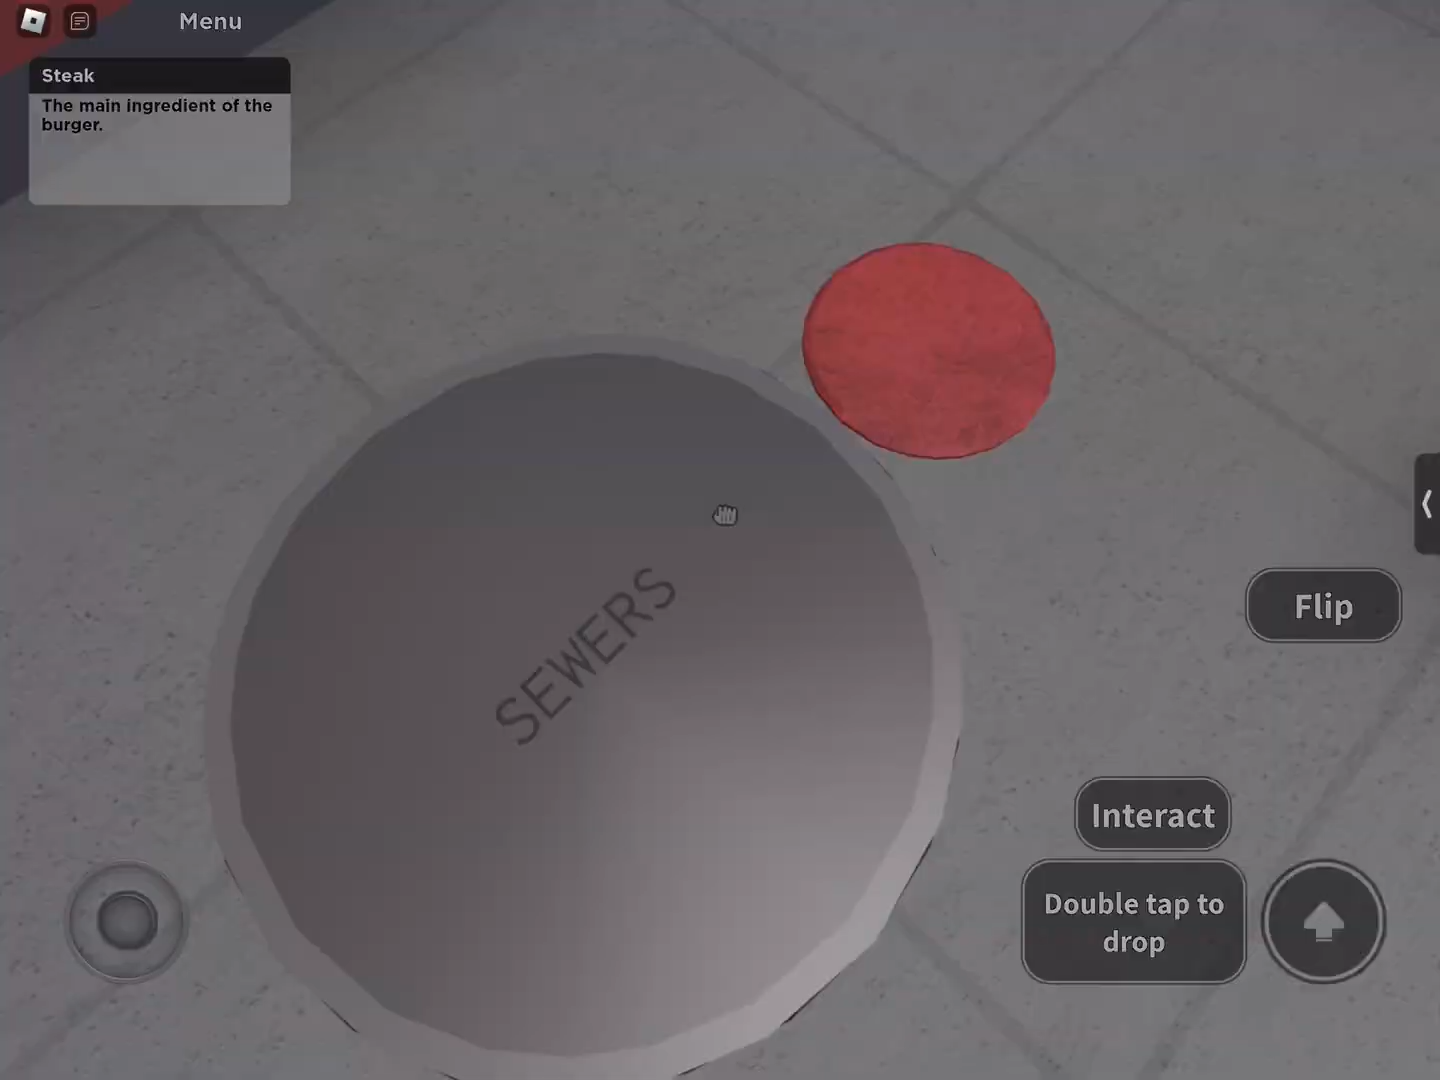 Menu
Steak
The main ingredient of the
burger.
SEWERS
Flip
Interact
Double tap to
drop